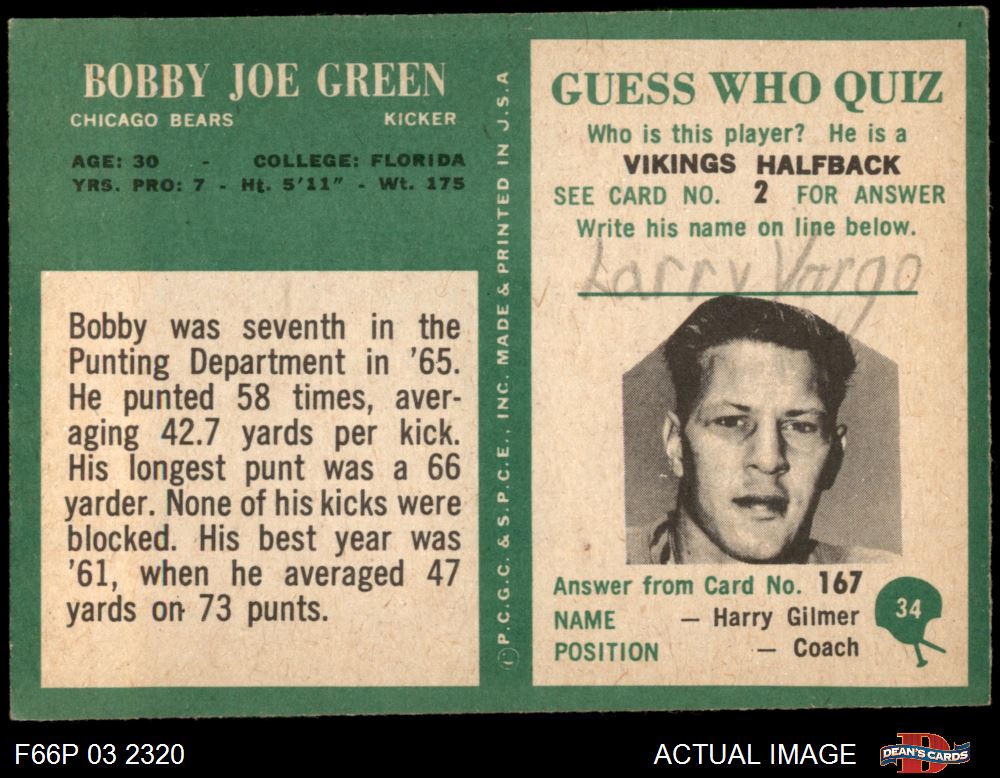 BOBBY JOE GREEN
CHICAGO BEARS KICKER
AGE: 30 - COLLEGE: FLORIDA
YRS. PRO: 7 - Ht. 5'11" - Wt. 175
Bobby was seventh in the
Punting Department in '65.
He punted 58 times, aver-
aging 42.7 yards per kick.
His longest punt was a 66
yarder. None of his kicks were
blocked. His best year was
'61, when he averaged 47
yards on 73 punts.
©P.C.G.C. & S.P.C.E., INC. MADE & PRINTED IN U.S.A
GUESS WHO QUIZ
Who is this player? He is a
VIKINGS HALFBACK
SEE CARD NO. 2 FOR ANSWER
Write his name on line below.
Larry Vargo
Answer from Card No. 167
NAME — Harry Gilmer
POSITION — Coach
34
F66P 03 2320
ACTUAL IMAGE
D
DEAN'S CARDS